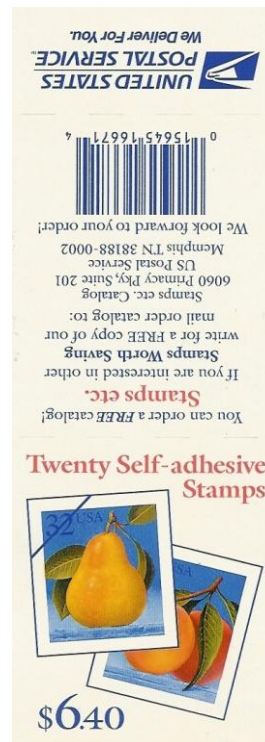 We Deliver For You.
UNITED STATES
POSTAL SERVICE
You can order a FREE catalog!
Stamps etc.
If you are interested in other
Stamps Worth Saving
write for a FREE copy of our
mail order catalog to:
Stamps etc. Catalog
US Postal Service
6060 Primacy Pky, Suite 201
Memphis TN 38188-0002
We look forward to your order!
0 15645 16671 4
Twenty Self-adhesive
Stamps
32 USA
USA
$6.40